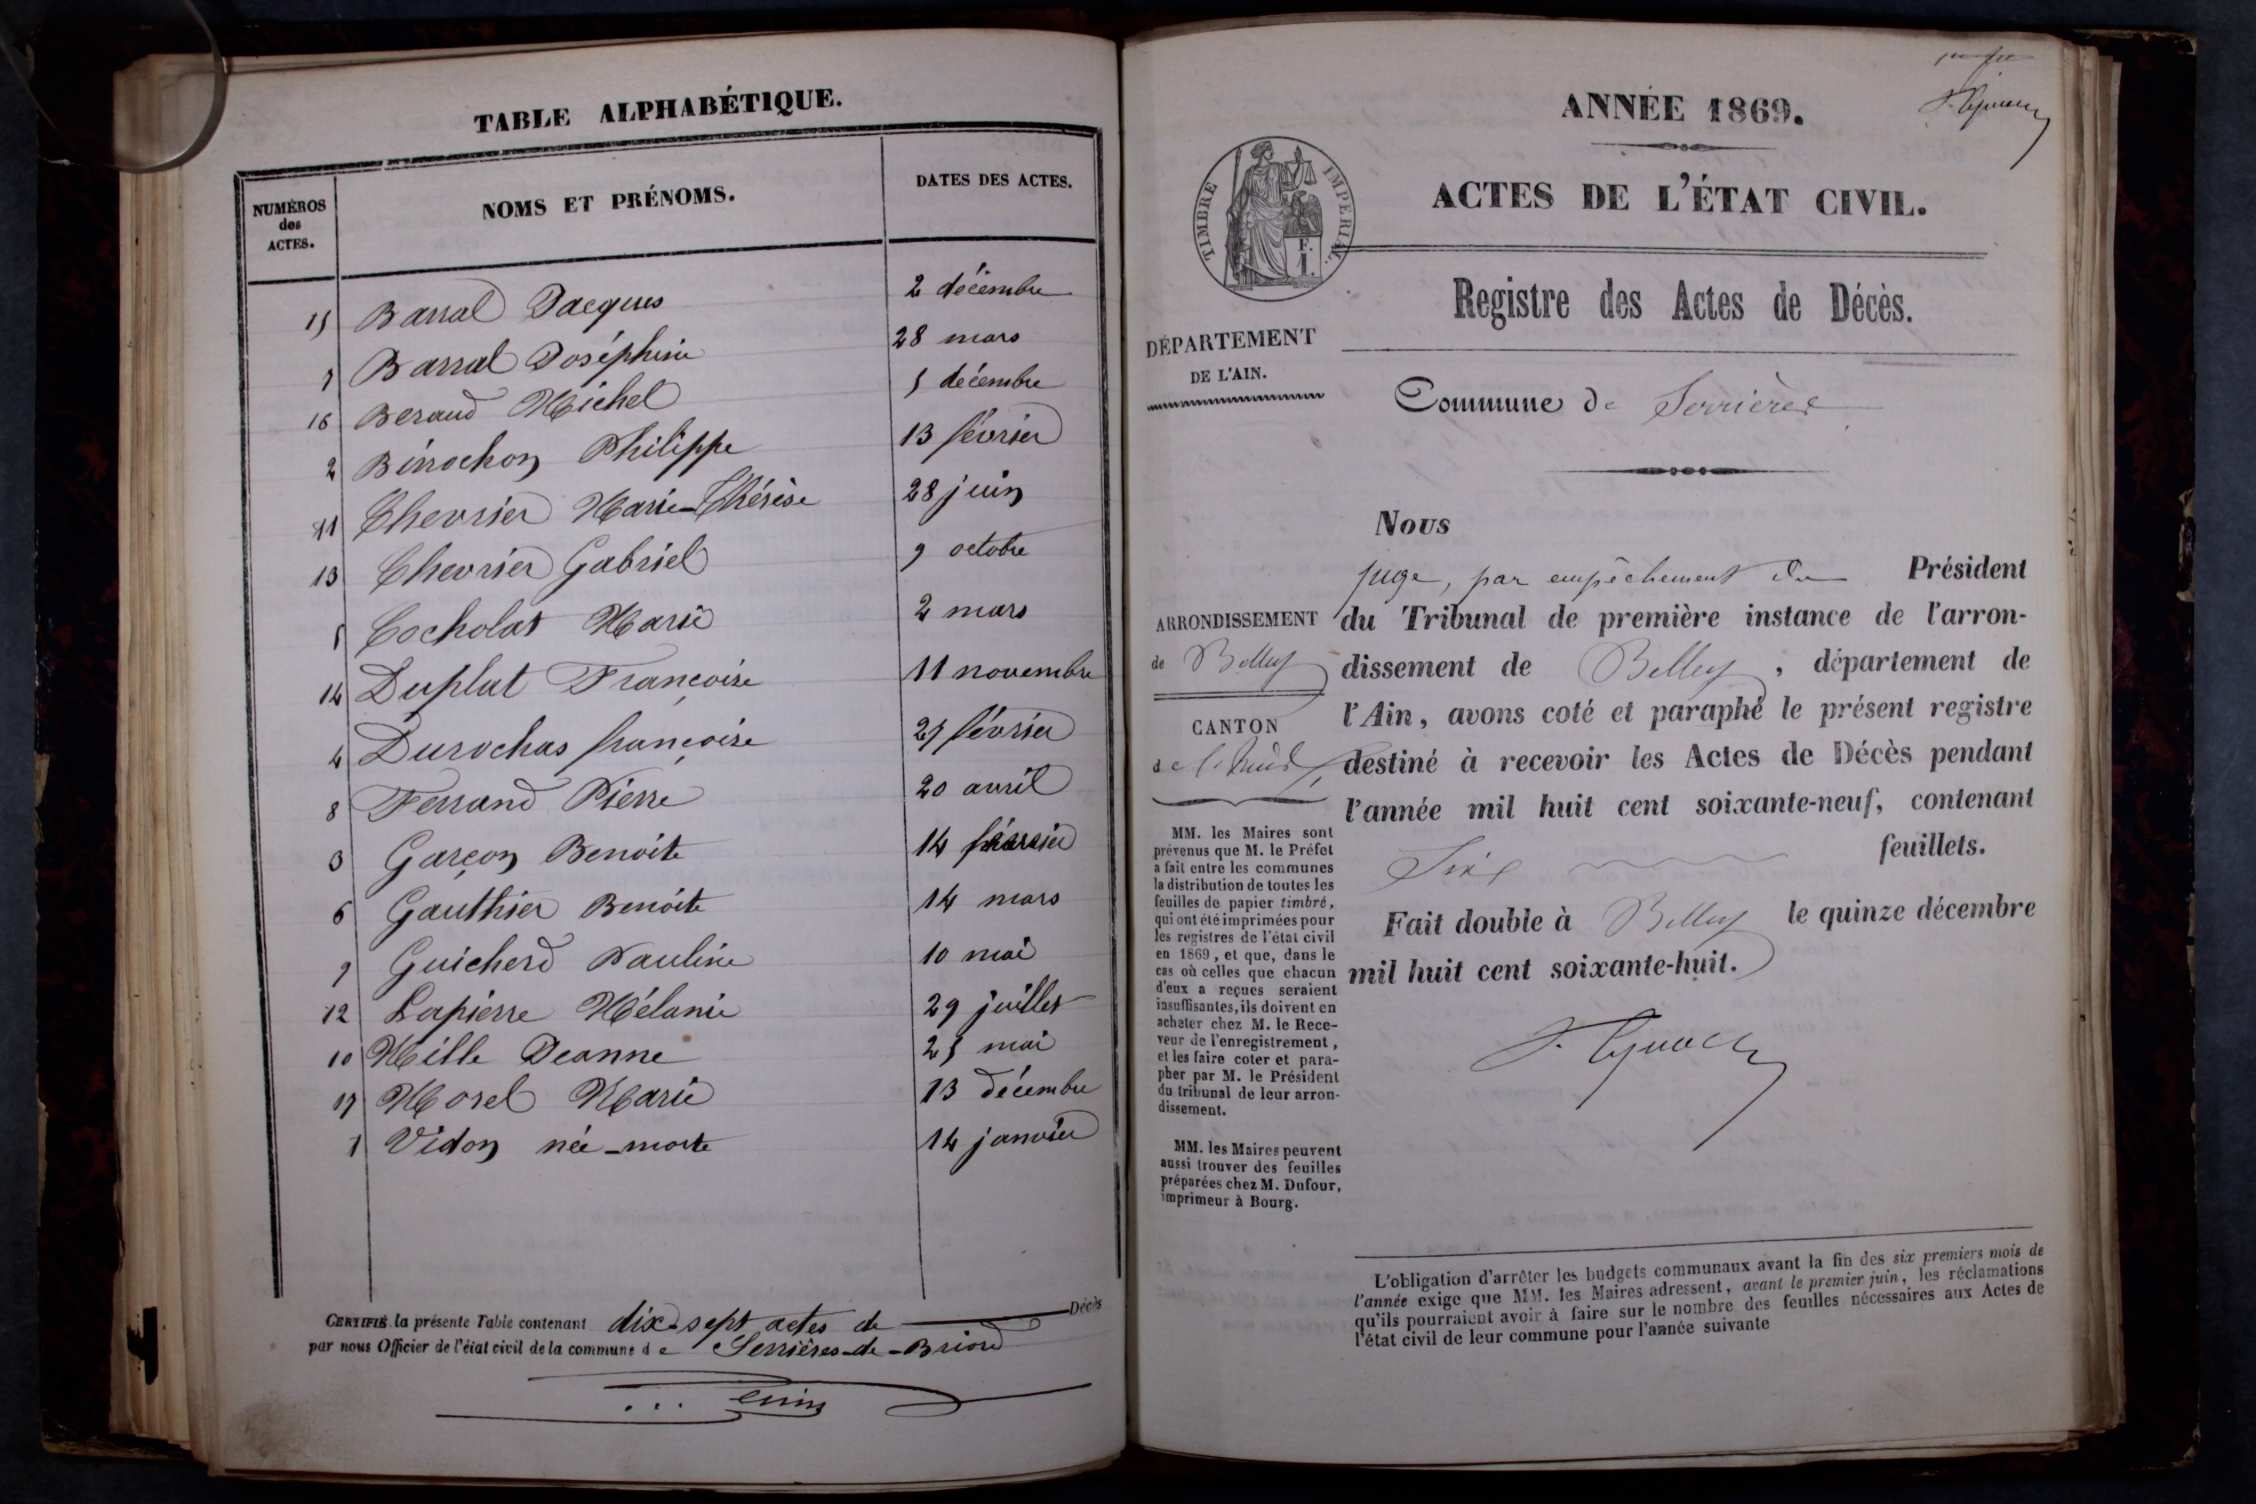 TABLE ALPHABÉTIQUE.
NUMÉROS
des
ACTES.
NOMS ET PRÉNOMS.
DATES DES ACTES.
15 Barral Jacques 2 décembre
7 Barral Joséphine 28 mars
16 Beraud Michel 5 décembre
2 Binochon Philippe 13 février
11 Chevrier Marie-Thérèse 28 juin
13 Chevrier Gabriel 9 octobre
5 Cocholat Marie 2 mars
14 Duplat Françoise 11 novembre
4 Durochas françoise 25 février
8 Ferrand Pierre 20 avril
3 Garçon Benoite 14 février
6 Gauthier Benoite 14 mars
9 Guicherd Pauline 10 mai
12 Lapierre Mélanie 29 juillet
10 Mille Jeanne 25 mai
17 Morel Marie 13 décembre
1 Vidon née-morte 14 janvier
CERTIFIÉ la présente Table contenant dix-sept actes de Décès
par nous Officier de l'état civil de la commune de Serrières-de-Briord
ANNÉE 1869.
ACTES DE L'ÉTAT CIVIL.
TIMBRE IMPÉRIAL.
F.
I.
Registre des Actes de Décès.
DÉPARTEMENT
DE L'AIN.
Commune de Serrières
Nous
juge, par empêchement du Président
ARRONDISSEMENT
de Belley
CANTON
de
du Tribunal de première instance de l'arron-
dissement de Belley, département de
l'Ain, avons coté et paraphé le présent registre
destiné à recevoir les Actes de Décès pendant
l'année mil huit cent soixante-neuf, contenant
Six feuillets.
Fait double à Belley le quinze décembre
mil huit cent soixante-huit.
MM. les Maires sont
prévenus que M. le Préfet
a fait entre les communes
la distribution de toutes les
feuilles de papier timbré,
qui ont été imprimées pour
les registres de l'état civil
en 1869, et que, dans le
cas où celles que chacun
d'eux a reçues seraient
insuffisantes, ils doivent en
acheter chez M. le Rece-
veur de l'enregistrement,
et les faire coter et para-
pher par M. le Président
du tribunal de leur arron-
dissement.
MM. les Maires peuvent
aussi trouver des feuilles
préparées chez M. Dufour,
imprimeur à Bourg.
L'obligation d'arrêter les budgets communaux avant la fin des six premiers mois de
l'année exige que MM. les Maires adressent, avant le premier juin, les réclamations
qu'ils pourraient avoir à faire sur le nombre des feuilles nécessaires aux Actes de
l'état civil de leur commune pour l'année suivante